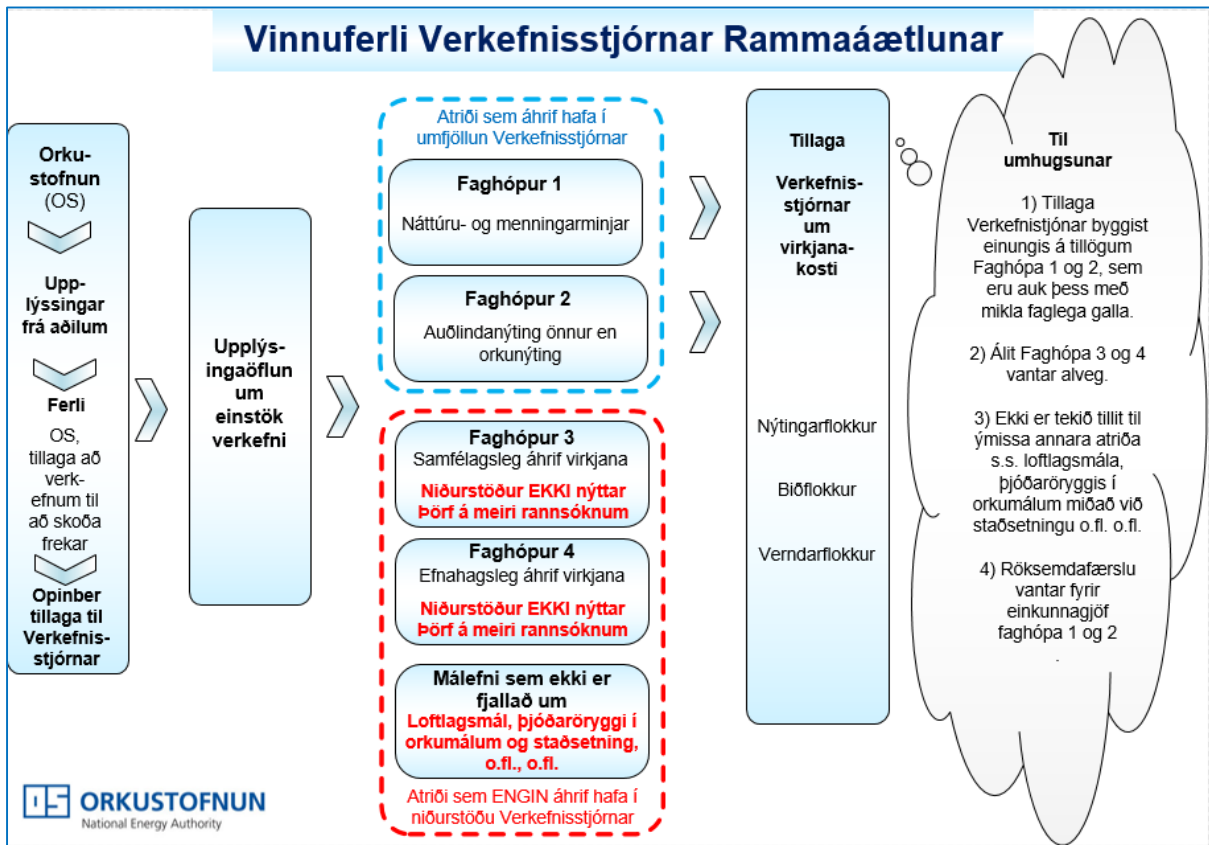 Vinnuferli Verkefnisstjórnar Rammaáætlunar
Orku-
stofnun
(OS)
Upp-
lýssingar
frá aðilum
Ferli
OS,
tillaga að
verk-
efnum til
að skoða
frekar
Opinber
tillaga til
Verkefnis-
stjórnar
Upplýs-
ingaöflun
um
einstök
verkefni
Atriði sem áhrif hafa í
umfjöllun Verkefnisstjórnar
Faghópur 1
Náttúru- og menningarminjar
Faghópur 2
Auðlindanýting önnur en
orkunýting
Faghópur 3
Samfélagsleg áhrif virkjana
Niðurstöður EKKI nýttar
Þörf á meiri rannsóknum
Faghópur 4
Efnahagsleg áhrif virkjana
Niðurstöður EKKI nýttar
Þörf á meiri rannsóknum
Málefni sem ekki er
fjallað um
Loftlagsmál, þjóðaröryggi í
orkumálum og staðsetning,
o.fl., o.fl.
Atriði sem ENGIN áhrif hafa í
niðurstöðu Verkefnisstjórnar
Tillaga
Verkefnis-
stjórnar
um
virkjana-
kosti
Nýtingarflokkur
Biðflokkur
Verndarflokkur
Til
umhugsunar
1) Tillaga
Verkefnistjónar byggist
einungis á tillögum
Faghópa 1 og 2, sem
eru auk þess með
mikla faglega galla.
2) Álit Faghópa 3 og 4
vantar alveg.
3) Ekki er tekið tillit til
ýmissa annara atriða
s.s. loftlagsmála,
þjóðaröryggis í
orkumálum miðað við
staðsetningu o.fl. o.fl.
4) Röksemdafærslu
vantar fyrir
einkunnagjöf
faghópa 1 og 2
.
OS ORKUSTOFNUN
National Energy Authority